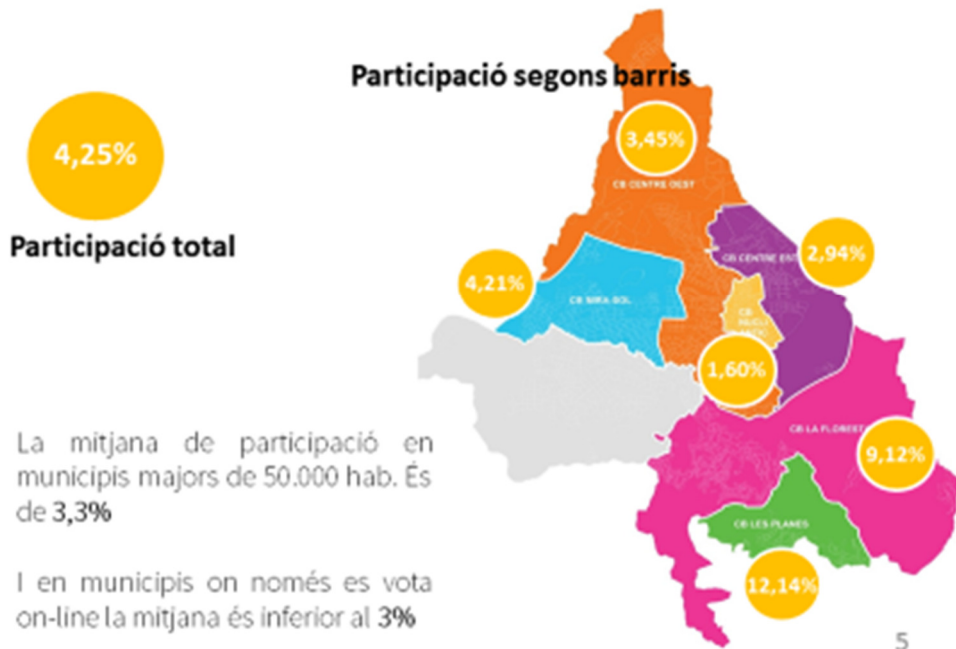 Participació segons barris
4,25%
Participació total
3,45%
CB CENTRE OEST
CB CENTRE EST
2,94%
4,21%
CB MIRA-SOL
CB
1,60%
CB LA FLORESTA
9,12%
CB LES PLANES
12,14%
La mitjana de participació en
municipis majors de 50.000 hab. És
de 3,3%
I en municipis on només es vota
on-line la mitjana és inferior al 3%
5